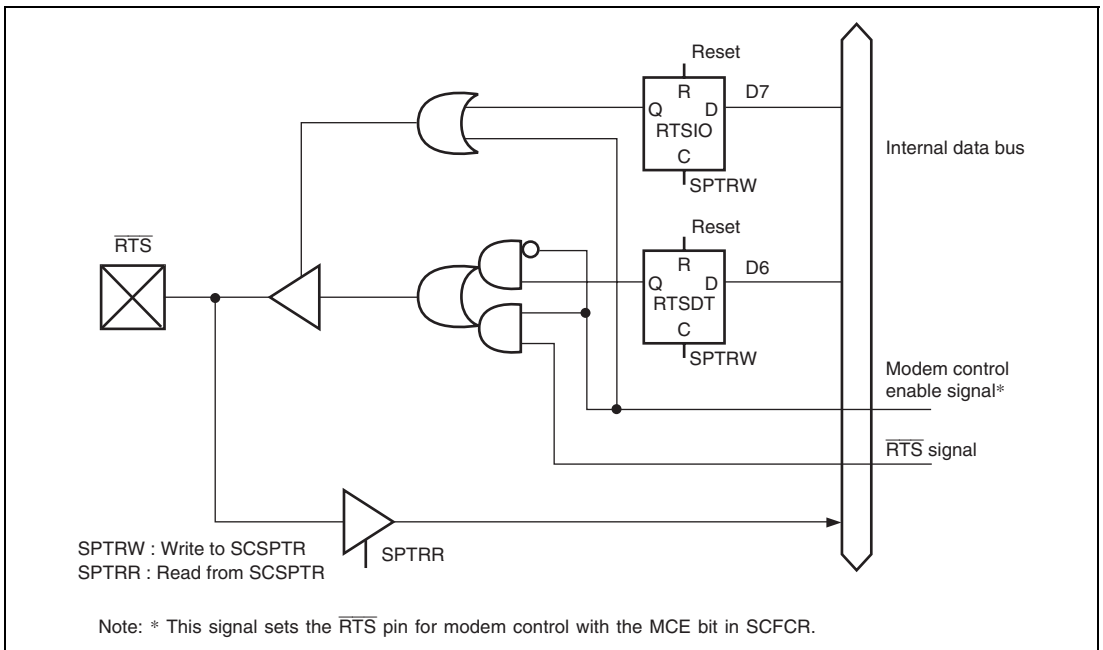 Reset
R
D7
Q
D
RTSIO
C
SPTRW
Internal data bus
RTS
Reset
R
D6
Q
D
RTSDT
C
SPTRW
Modem control
enable signal*
RTS signal
SPTRW : Write to SCSPTR
SPTRR
SPTRR : Read from SCSPTR
Note: * This signal sets the RTS pin for modem control with the MCE bit in SCFCR.